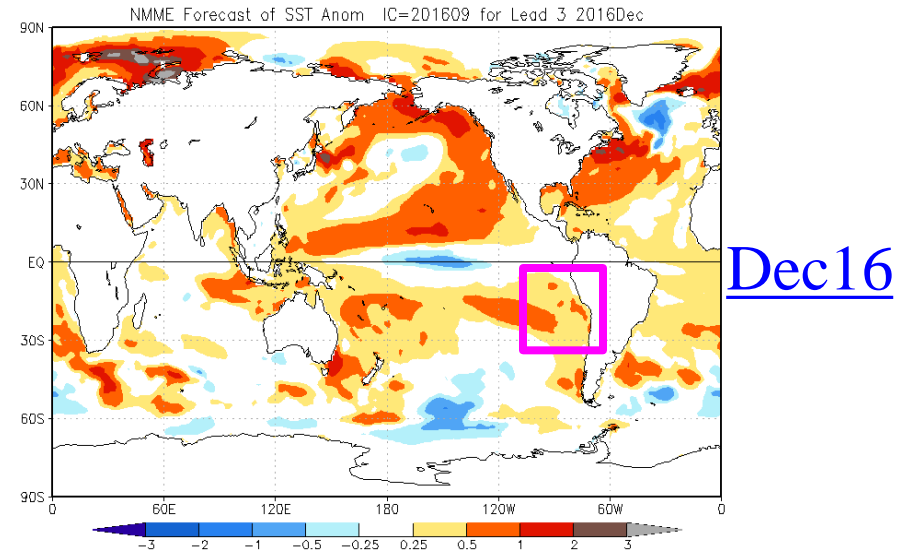 NMME Forecast of SST Anom IC=201609 for Lead 3 2016Dec
90N
60N
30N
EQ
30S
60S
90S
0 60E 120E 180 120W 60W 0
Dec16
-3 -2 -1 -0.5 -0.25 0.25 0.5 1 2 3